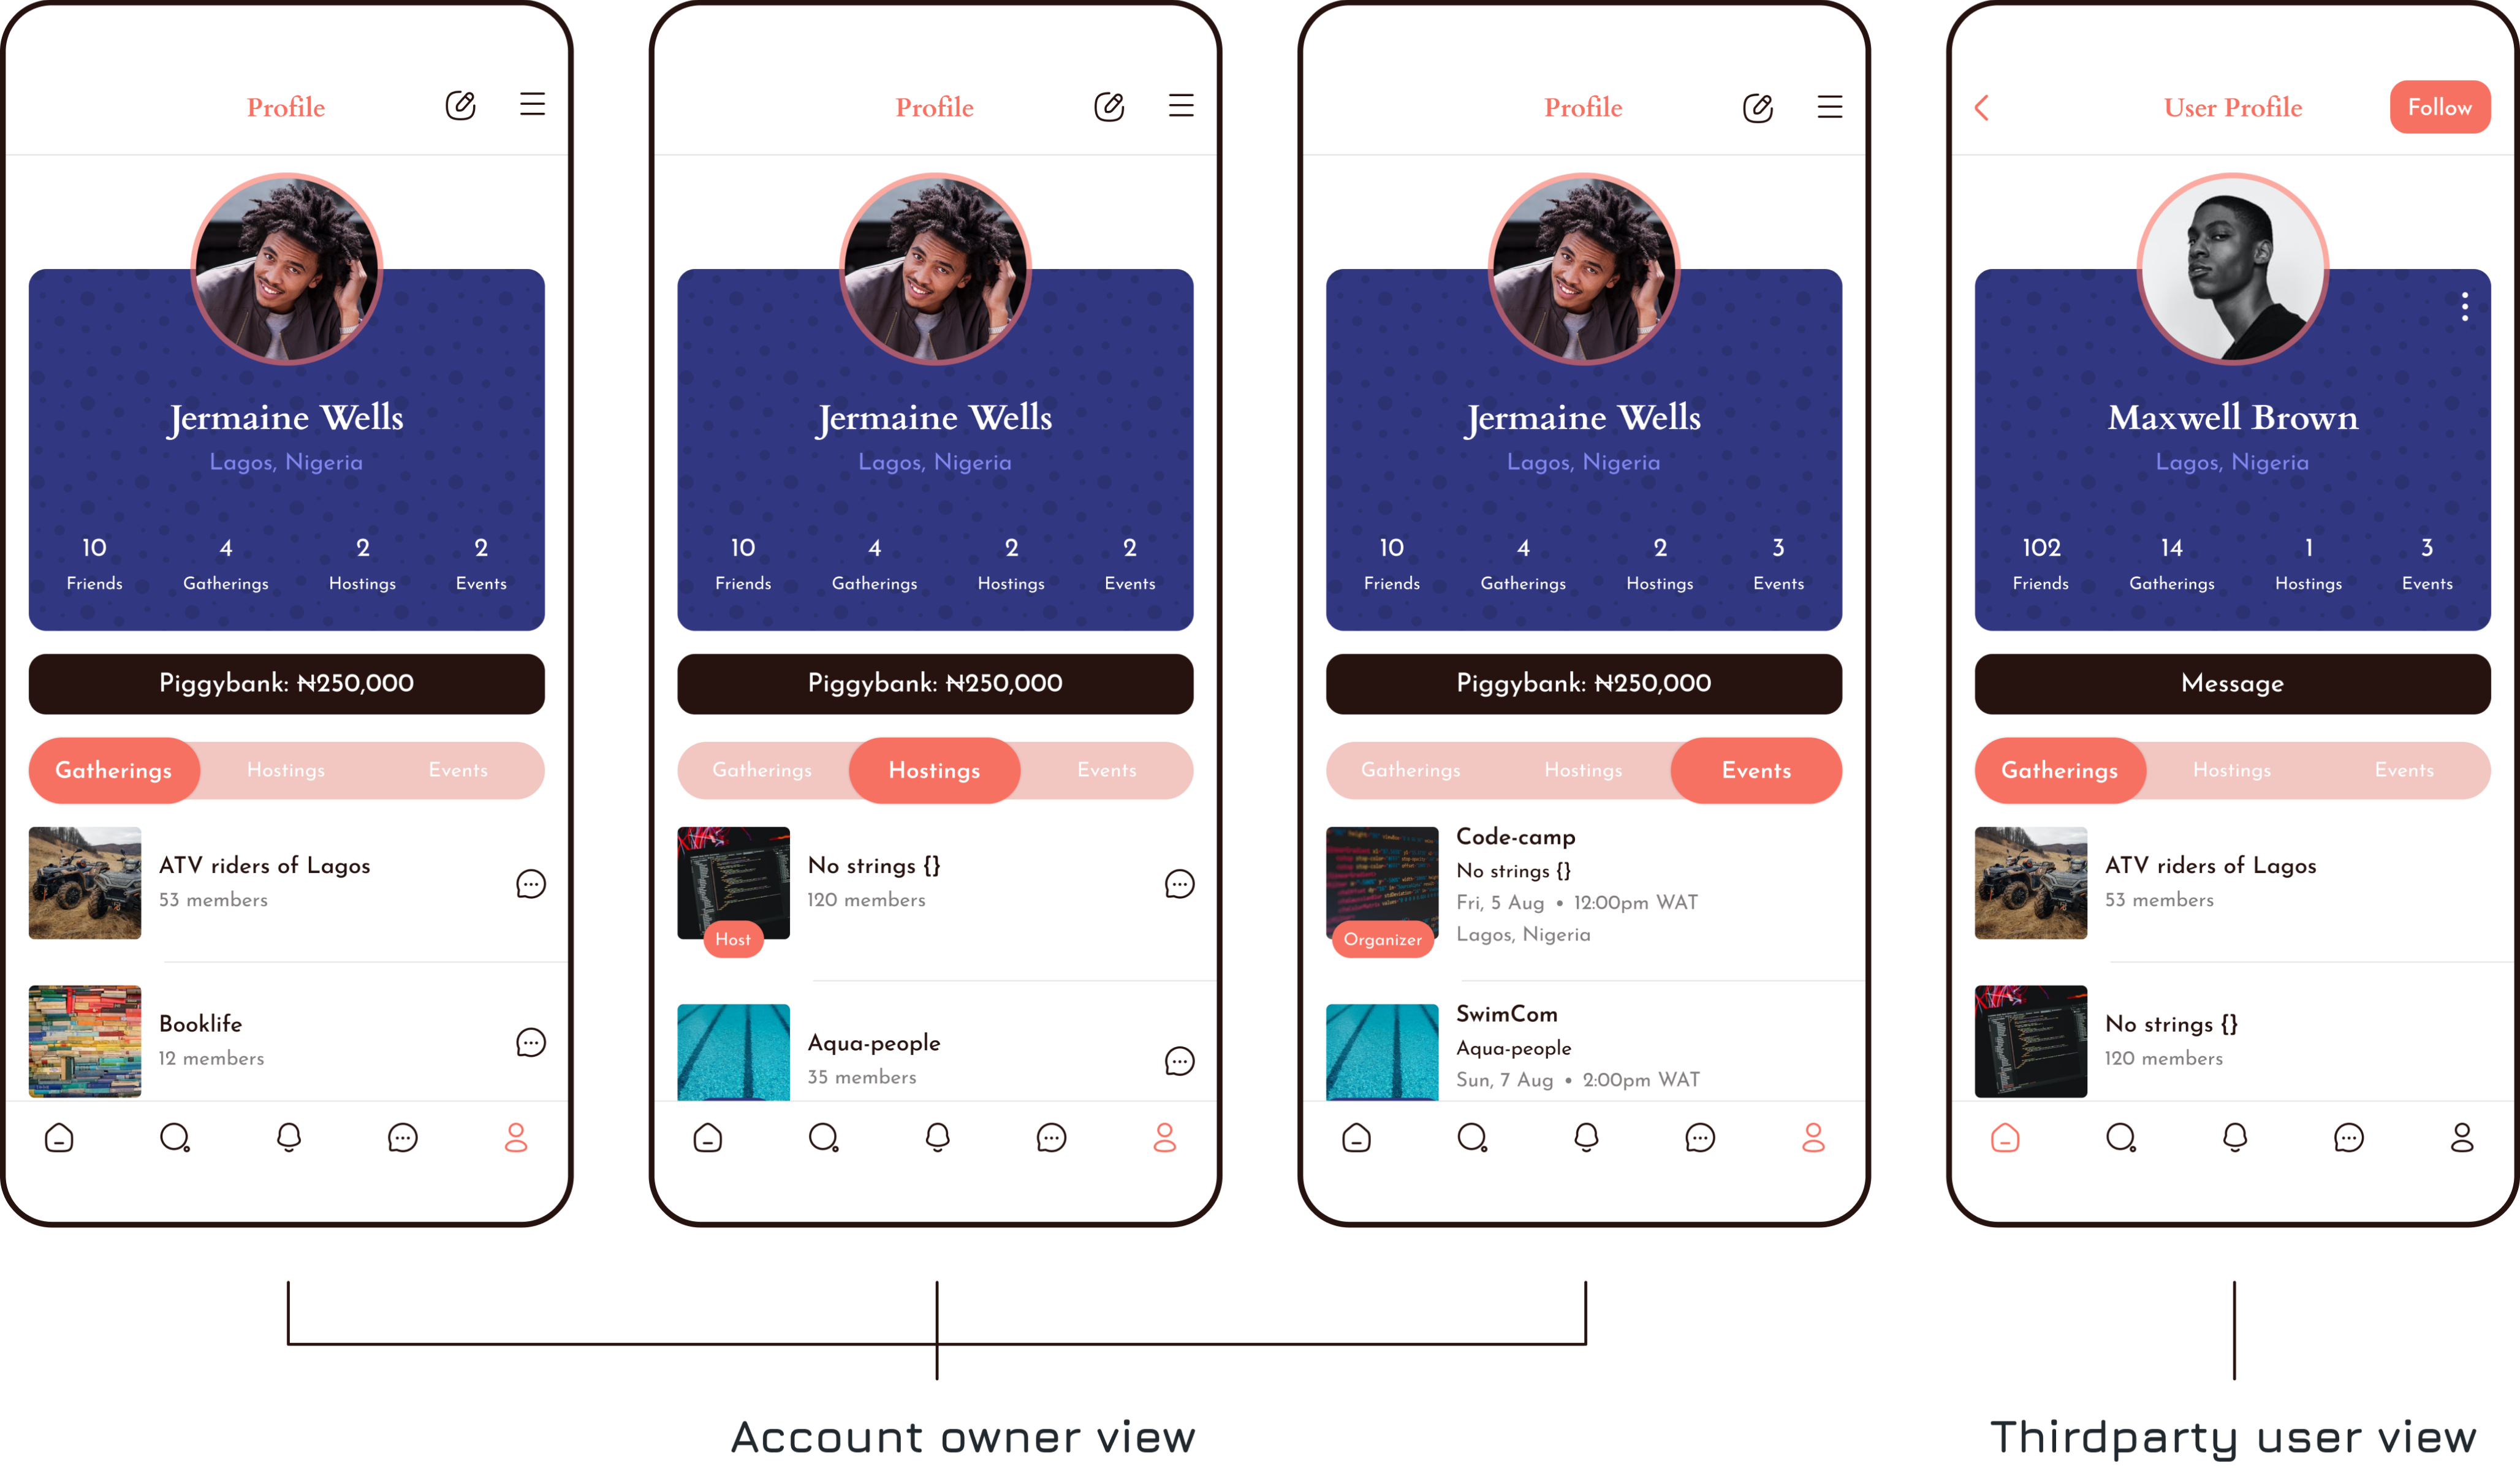 Profile
Jermaine Wells
Lagos, Nigeria
10 4 2 2
Friends Gatherings Hostings Events
Piggybank: ₦250,000
Gatherings Hostings Events
ATV riders of Lagos
53 members
Booklife
12 members
Profile
Jermaine Wells
Lagos, Nigeria
10 4 2 2
Friends Gatherings Hostings Events
Piggybank: ₦250,000
Gatherings Hostings Events
No strings {}
120 members
Host
Aqua-people
35 members
Profile
Jermaine Wells
Lagos, Nigeria
10 4 2 3
Friends Gatherings Hostings Events
Piggybank: ₦250,000
Gatherings Hostings Events
Code-camp
No strings {}
Fri, 5 Aug • 12:00pm WAT
Lagos, Nigeria
Organizer
SwimCom
Aqua-people
Sun, 7 Aug • 2:00pm WAT
User Profile
Follow
Maxwell Brown
Lagos, Nigeria
102 14 1 3
Friends Gatherings Hostings Events
Message
Gatherings Hostings Events
ATV riders of Lagos
53 members
No strings {}
120 members
Account owner view
Thirdparty user view